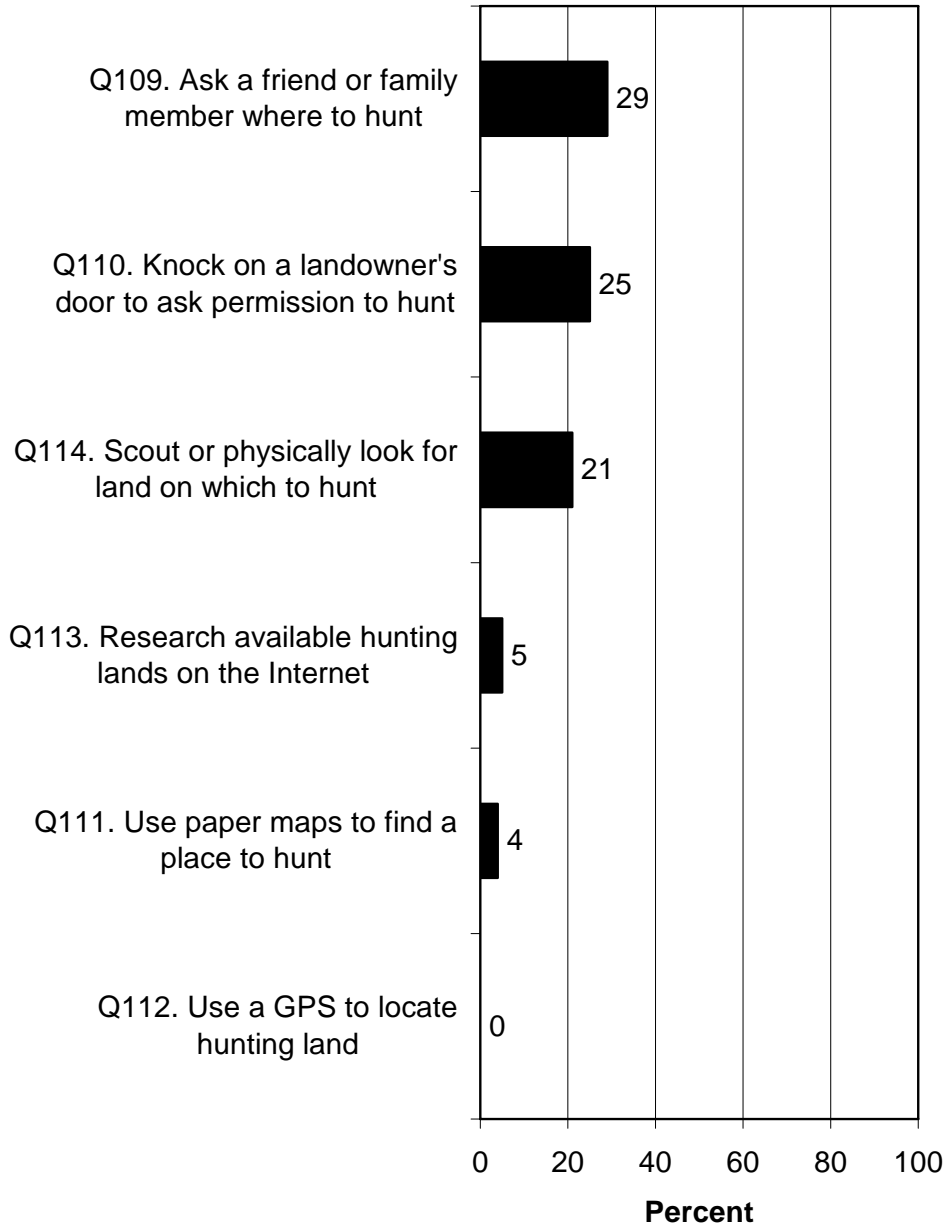 Q109. Ask a friend or family
member where to hunt
29
Q110. Knock on a landowner's
door to ask permission to hunt
25
Q114. Scout or physically look for
land on which to hunt
21
Q113. Research available hunting
lands on the Internet
5
Q111. Use paper maps to find a
place to hunt
4
Q112. Use a GPS to locate
hunting land
0
0 20 40 60 80 100
Percent